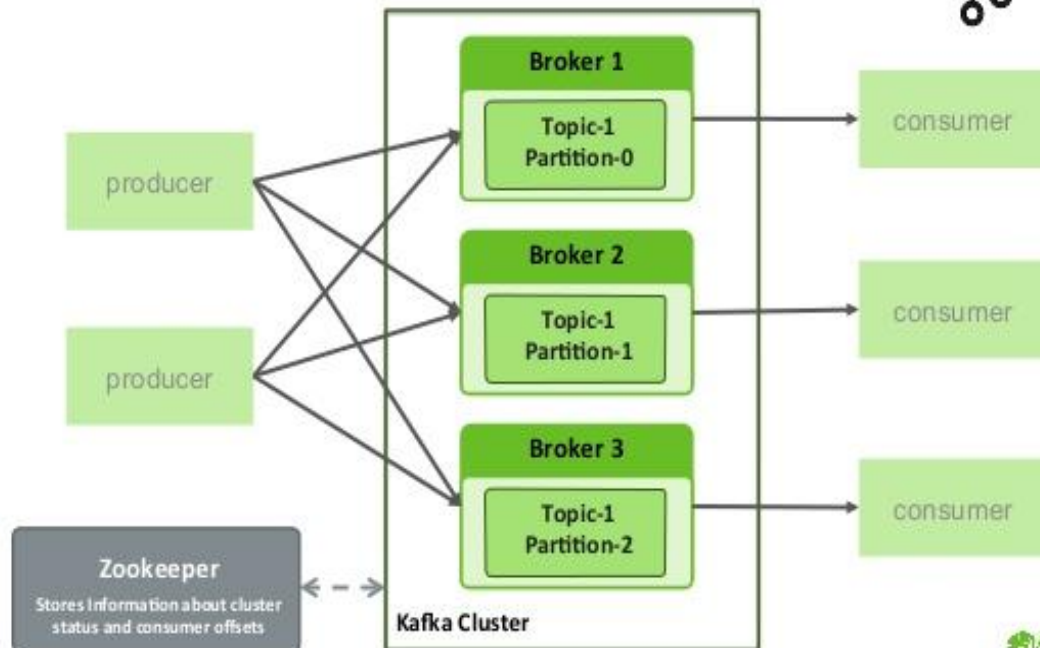 Broker 1
Topic-1
Partition-0
producer
consumer
Broker 2
Topic-1
Partition-1
producer
consumer
Broker 3
Topic-1
Partition-2
consumer
Zookeeper
Stores Information about cluster
status and consumer offsets
Kafka Cluster